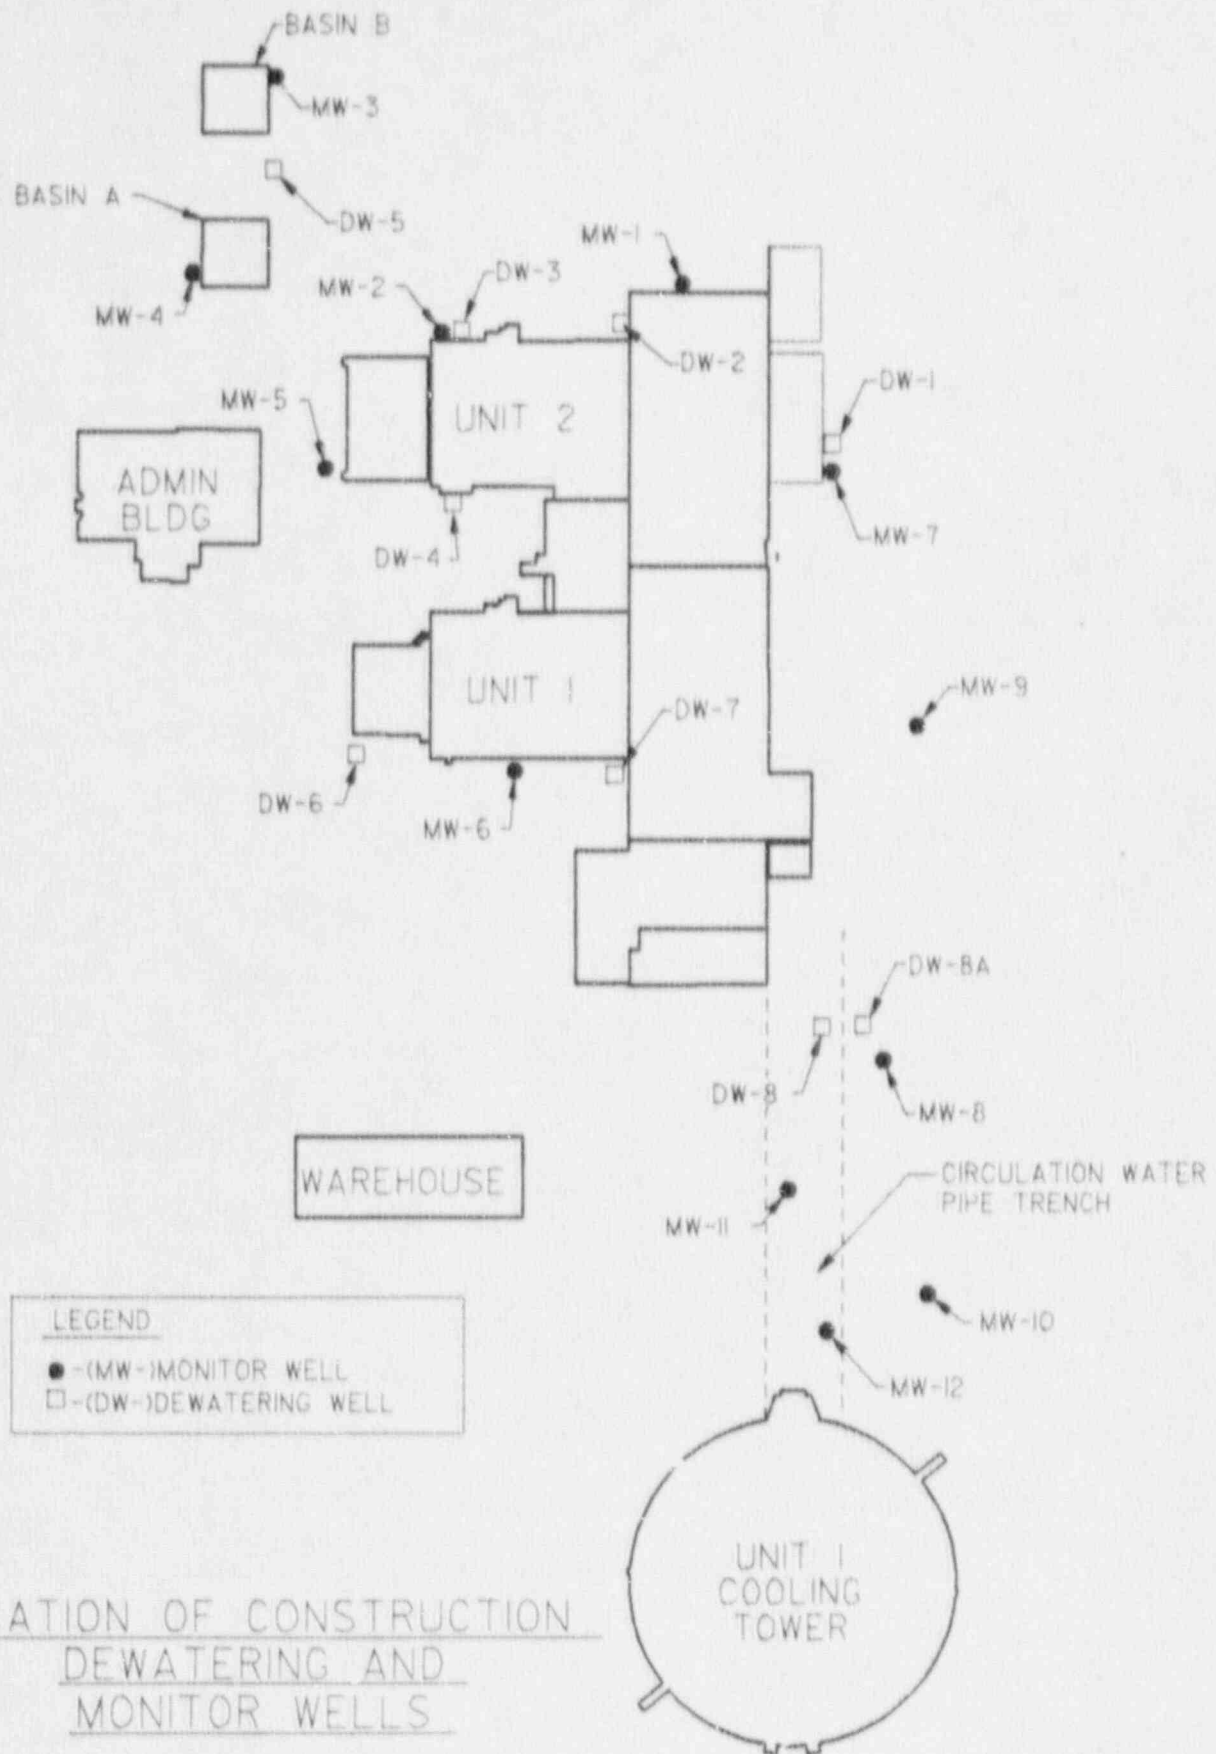 BASIN B
MW-3
BASIN A
DW-5
MW-1
MW-4
MW-2
DW-3
DW-2
DW-1
MW-5
UNIT 2
ADMIN
BLDG
MW-7
DW-4
UNIT 1
DW-7
MW-9
DW-6
MW-6
DW-8A
DW-8
MW-8
WAREHOUSE
CIRCULATION WATER
PIPE TRENCH
MW-11
LEGEND
MW-10
-(MW-)MONITOR WELL
-(DW-)DEWATERING WELL
MW-12
UNIT 1
COOLING
TOWER
ATION OF CONSTRUCTION
DEWATERING AND
MONITOR WELLS